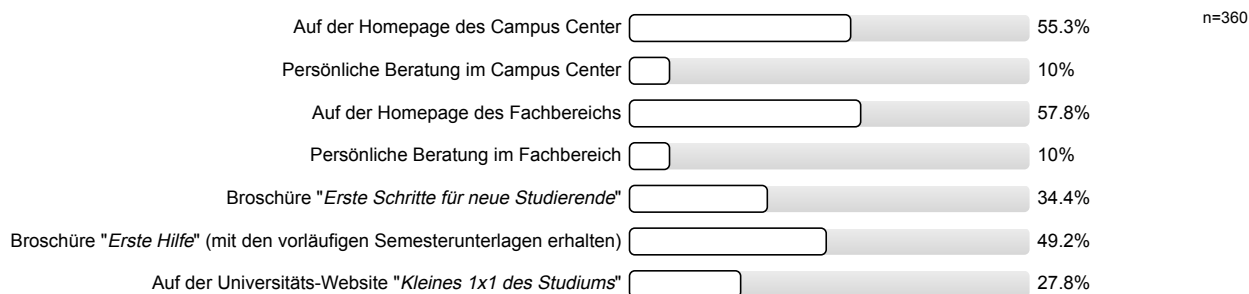 Auf der Homepage des Campus Center 55.3% n=360
Persönliche Beratung im Campus Center 10%
Auf der Homepage des Fachbereichs 57.8%
Persönliche Beratung im Fachbereich 10%
Broschüre "Erste Schritte für neue Studierende" 34.4%
Broschüre "Erste Hilfe" (mit den vorläufigen Semesterunterlagen erhalten) 49.2%
Auf der Universitäts-Website "Kleines 1x1 des Studiums" 27.8%